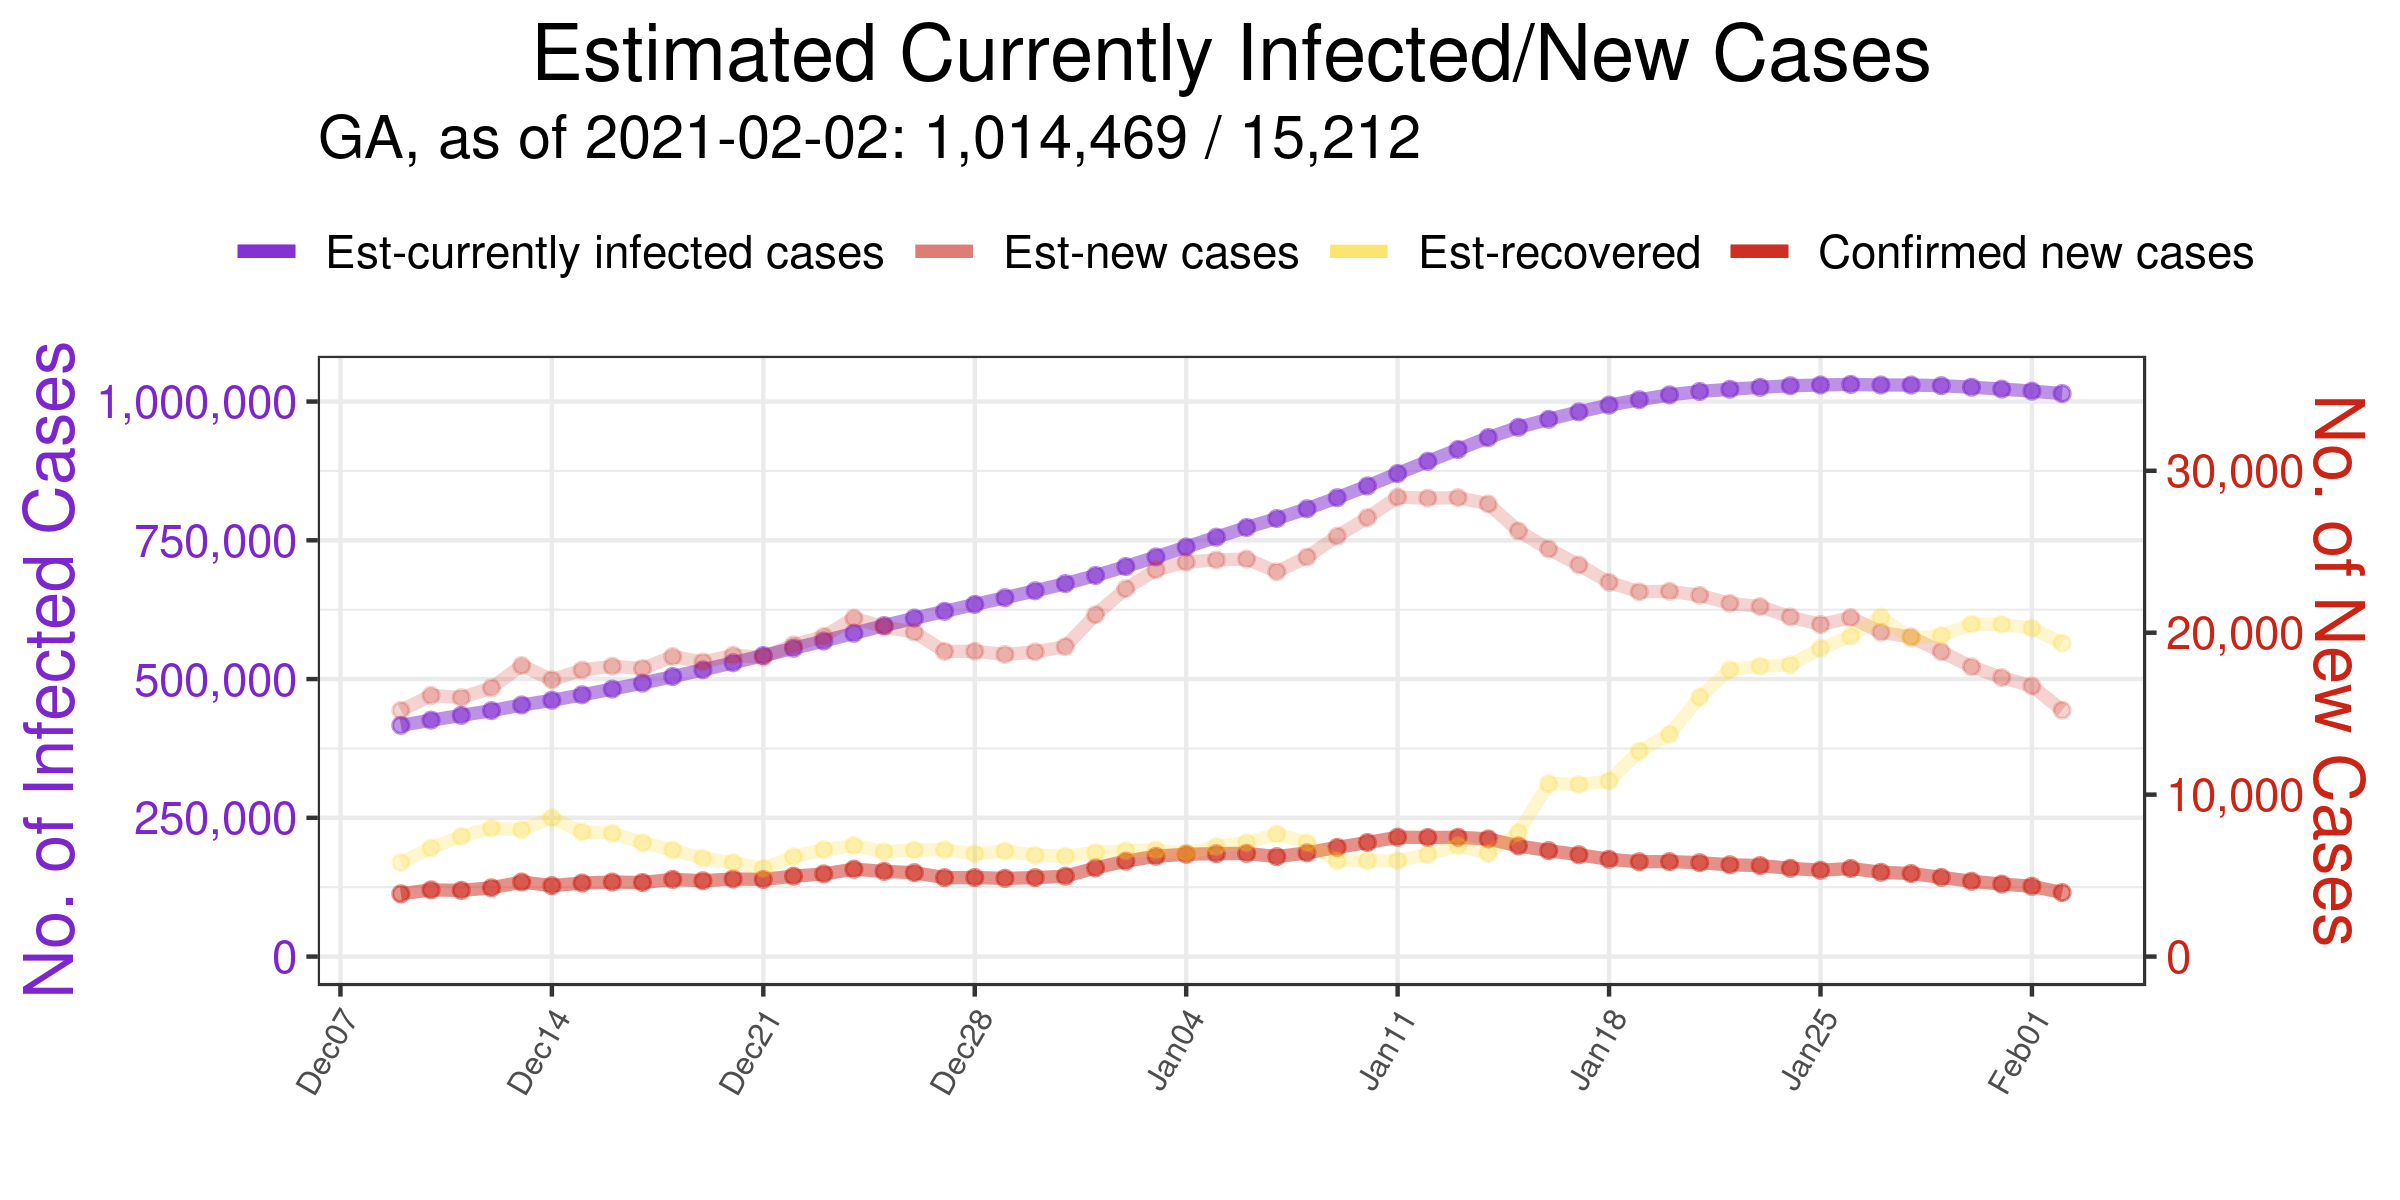 Estimated Currently Infected/New Cases
GA, as of 2021-02-02: 1,014,469 / 15,212
Est-currently infected cases Est-new cases Est-recovered Confirmed new cases
No. of Infected Cases
1,000,000
750,000
500,000
250,000
0
30,000
20,000
10,000
0
No. of New Cases
Dec07 Dec14 Dec21 Dec28 Jan04 Jan11 Jan18 Jan25 Feb01